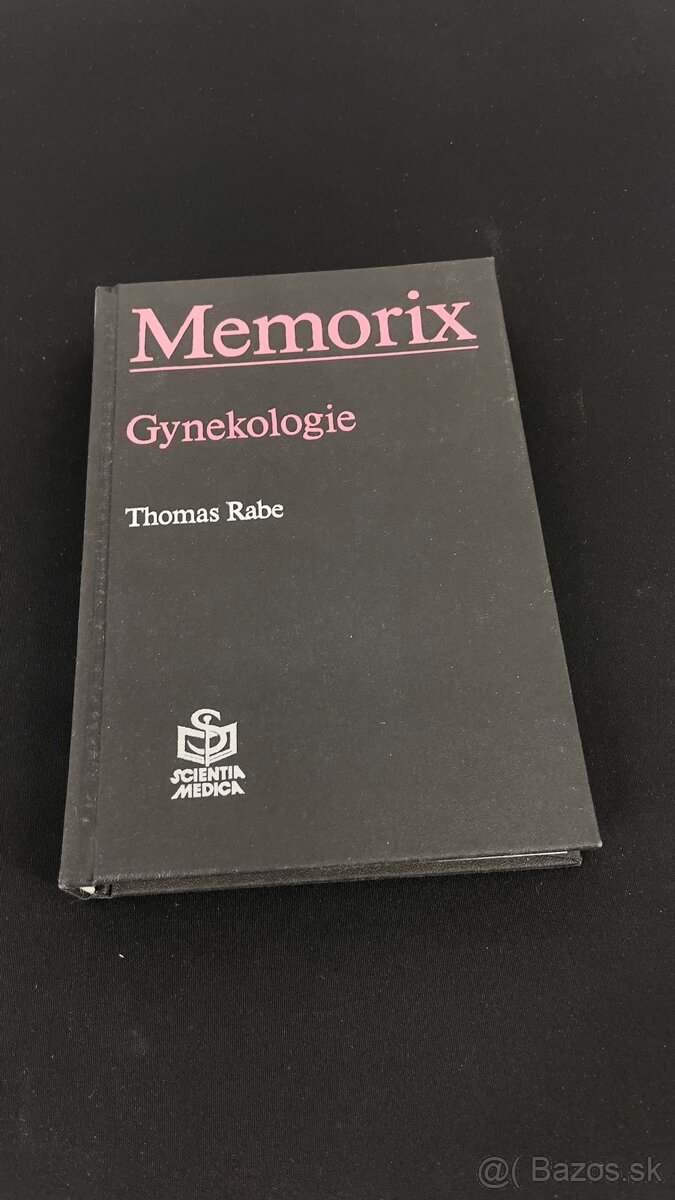 Memorix
Gynekologie
Thomas Rabe
SCIENTIA
MEDICA
@( Bazos.sk